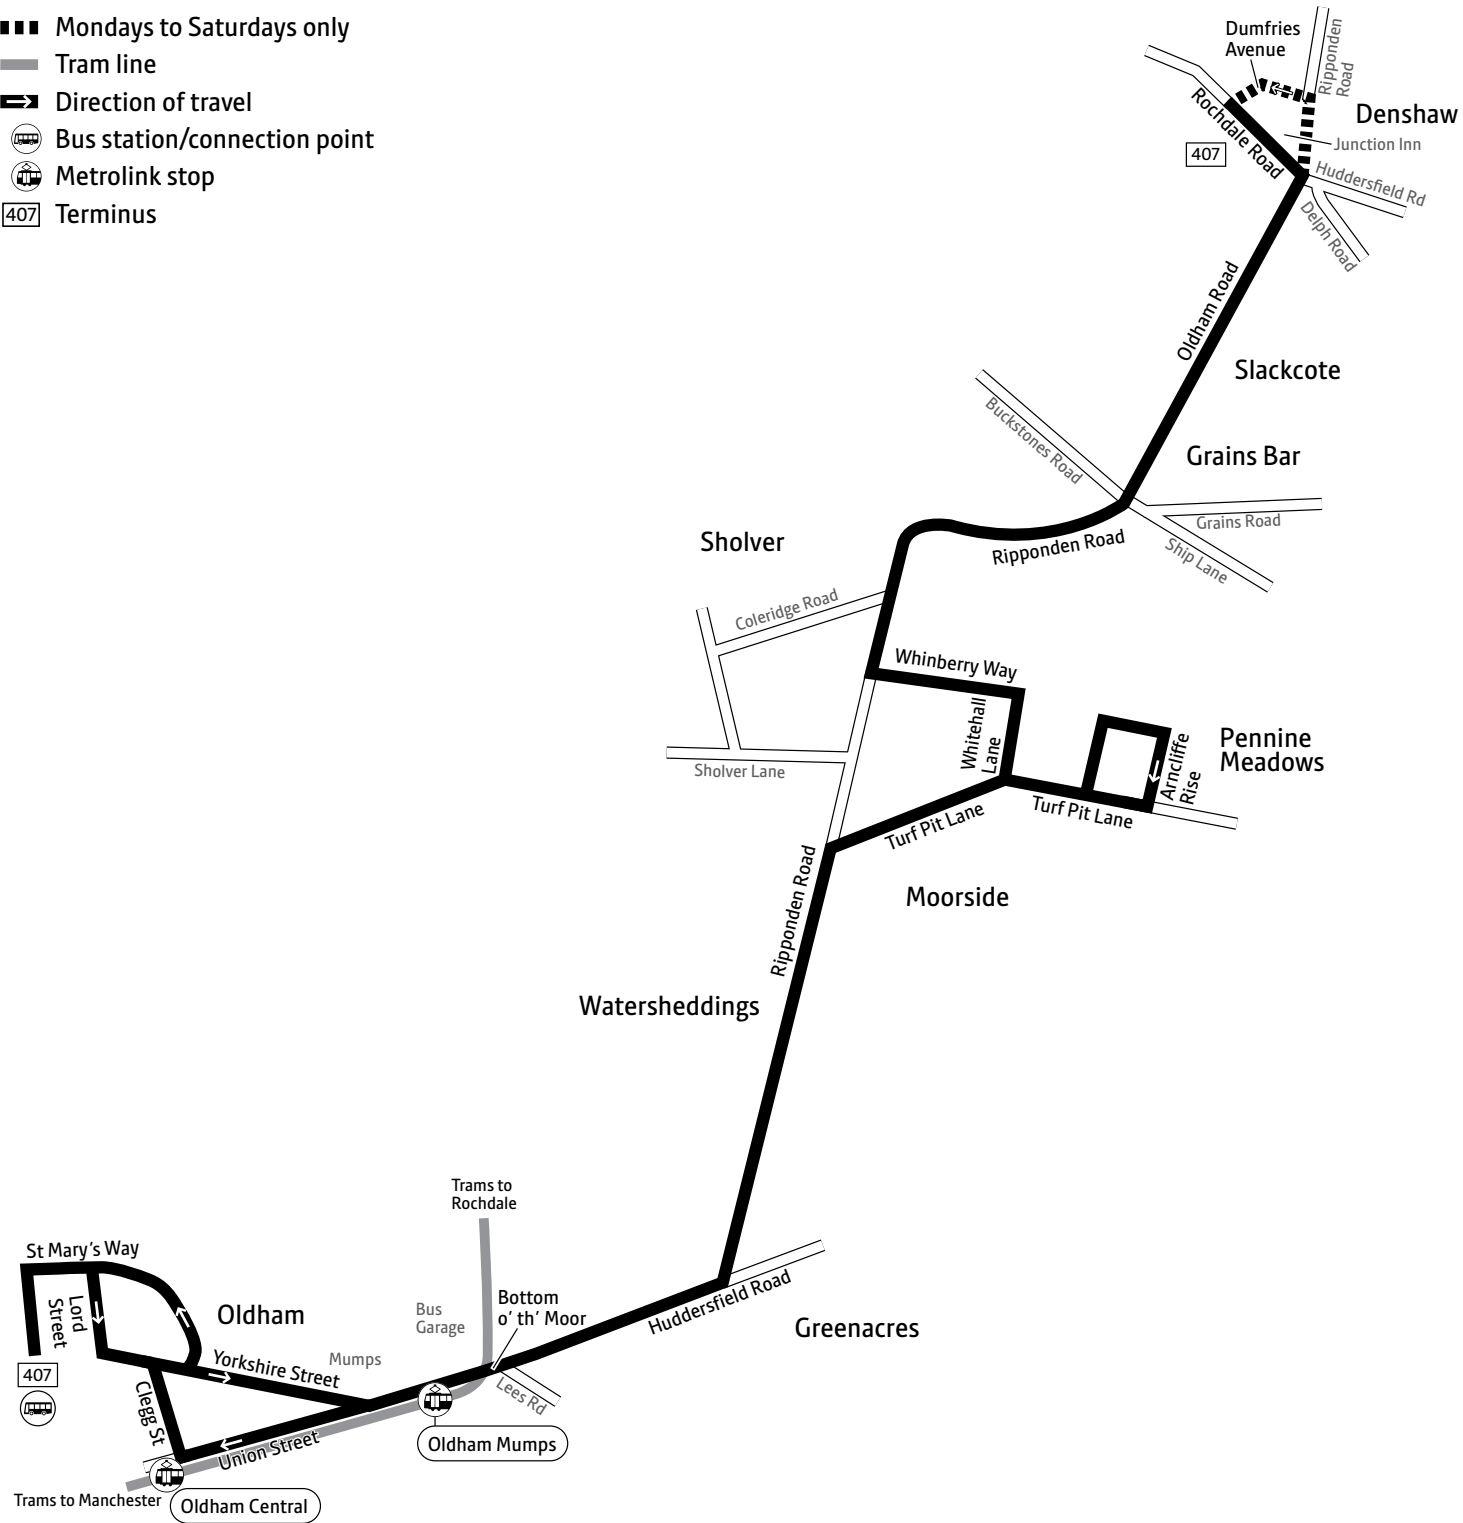 Mondays to Saturdays only
Tram line
Direction of travel
Bus station/connection point
Metrolink stop
407 Terminus
Dumfries
Avenue
Ripponden
Road
Denshaw
Rochdale Road
407
Junction Inn
Huddersfield Rd
Delph Road
Oldham Road
Slackcote
Buckstones Road
Grains Bar
Grains Road
Ship Lane
Ripponden Road
Sholver
Coleridge Road
Whinberry Way
Whitehall
Lane
Arncliffe
Rise
Pennine
Meadows
Sholver Lane
Turf Pit Lane
Turf Pit Lane
Moorside
Ripponden Road
Watersheddings
Trams to
Rochdale
St Mary's Way
Lord
Street
Oldham
Bus
Garage
Bottom
o' th' Moor
Huddersfield Road
Greenacres
Yorkshire Street
Mumps
407
Clegg St
Lees Rd
Union Street
Oldham Mumps
Trams to Manchester
Oldham Central